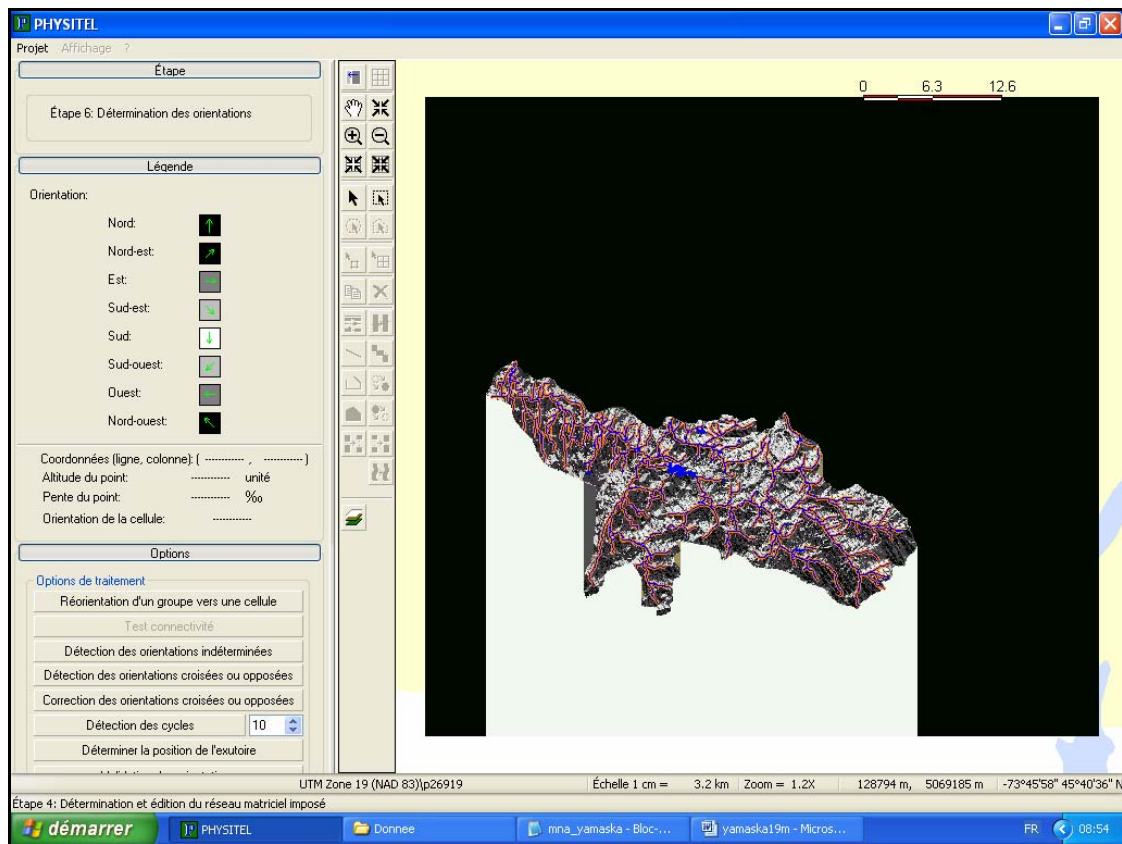 PHYSITEL
Projet Affichage ?
Étape
Étape 6: Détermination des orientations
Légende
Orientation:
Nord:
Nord-est:
Est:
Sud-est:
Sud:
Sud-ouest:
Ouest:
Nord-ouest:
Coordonnées (ligne, colonne): ( ------------ , ------------ )
Altitude du point: ------------ unité
Pente du point: ------------ ‰
Orientation de la cellule: ------------
Options
Options de traitement
Réorientation d'un groupe vers une cellule
Test connectivité
Détection des orientations indéterminées
Détection des orientations croisées ou opposées
Correction des orientations croisées ou opposées
Détection des cycles 10
Déterminer la position de l'exutoire
0 6.3 12.6
UTM Zone 19 (NAD 83)\p26919 Échelle 1 cm = 3.2 km Zoom = 1.2X 128794 m, 5069185 m -73°45'58" 45°40'36" N
Étape 4: Détermination et édition du réseau matriciel imposé
démarrer PHYSITEL Donnee mna_yamaska - Bloc-... yamaska19m - Micros... FR 08:54